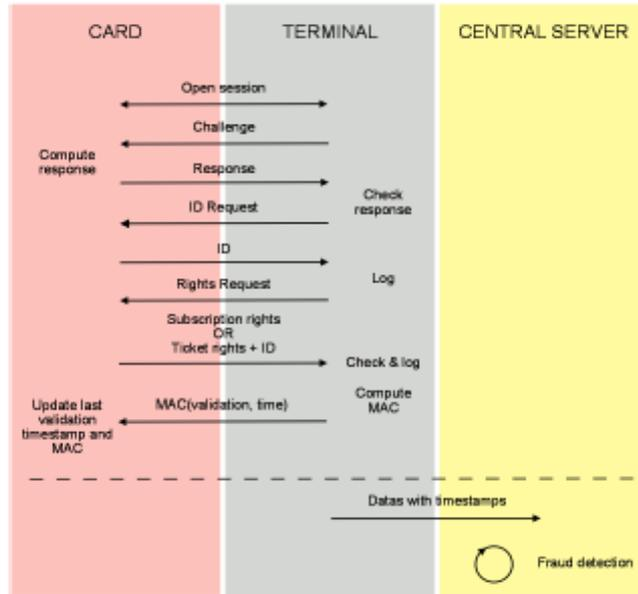 CARD
TERMINAL
CENTRAL SERVER
Open session
Challenge
Compute
response
Response
Check
response
ID Request
ID
Log
Rights Request
Subscription rights
OR
Ticket rights + ID
Check & log
Compute
MAC
MAC(validation, time)
Update last
validation
timestamp and
MAC
Datas with timestamps
Fraud detection